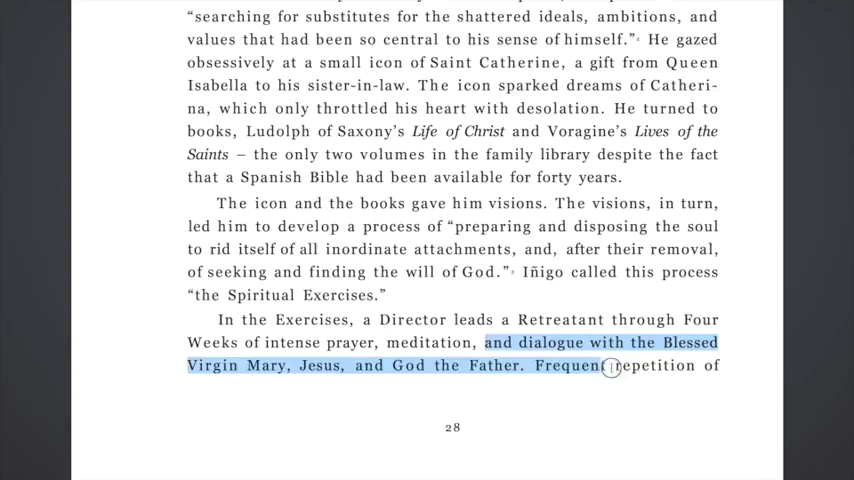 "searching for substitutes for the shattered ideals, ambitions, and
values that had been so central to his sense of himself." He gazed
obsessively at a small icon of Saint Catherine, a gift from Queen
Isabella to his sister-in-law. The icon sparked dreams of Catheri-
na, which only throttled his heart with desolation. He turned to
books, Ludolph of Saxony's Life of Christ and Voragine's Lives of the
Saints – the only two volumes in the family library despite the fact
that a Spanish Bible had been available for forty years.
The icon and the books gave him visions. The visions, in turn,
led him to develop a process of "preparing and disposing the soul
to rid itself of all inordinate attachments, and, after their removal,
of seeking and finding the will of God." Iñigo called this process
"the Spiritual Exercises."
In the Exercises, a Director leads a Retreatant through Four
Weeks of intense prayer, meditation, and dialogue with the Blessed
Virgin Mary, Jesus, and God the Father. Frequent repetition of
28